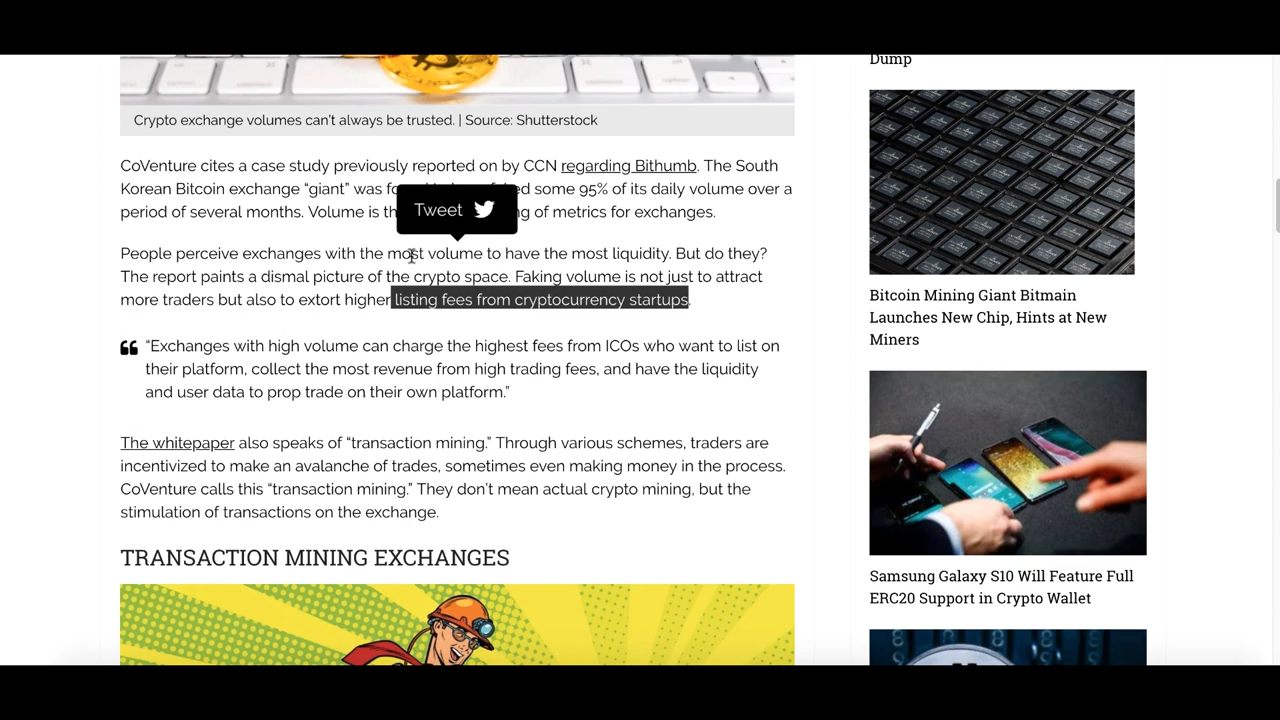 Crypto exchange volumes can't always be trusted. | Source: Shutterstock
CoVenture cites a case study previously reported on by CCN regarding Bithumb. The South
Korean Bitcoin exchange “giant” was some 95% of its daily volume over a
period of several months. Volume is of metrics for exchanges.
Tweet
People perceive exchanges with the most volume to have the most liquidity. But do they?
The report paints a dismal picture of the crypto space. Faking volume is not just to attract
more traders but also to extort higher listing fees from cryptocurrency startups.
“Exchanges with high volume can charge the highest fees from ICOs who want to list on
their platform, collect the most revenue from high trading fees, and have the liquidity
and user data to prop trade on their own platform.”
The whitepaper also speaks of “transaction mining.” Through various schemes, traders are
incentivized to make an avalanche of trades, sometimes even making money in the process.
CoVenture calls this “transaction mining.” They don't mean actual crypto mining, but the
stimulation of transactions on the exchange.
TRANSACTION MINING EXCHANGES
Dump
Bitcoin Mining Giant Bitmain
Launches New Chip, Hints at New
Miners
Samsung Galaxy S10 Will Feature Full
ERC20 Support in Crypto Wallet